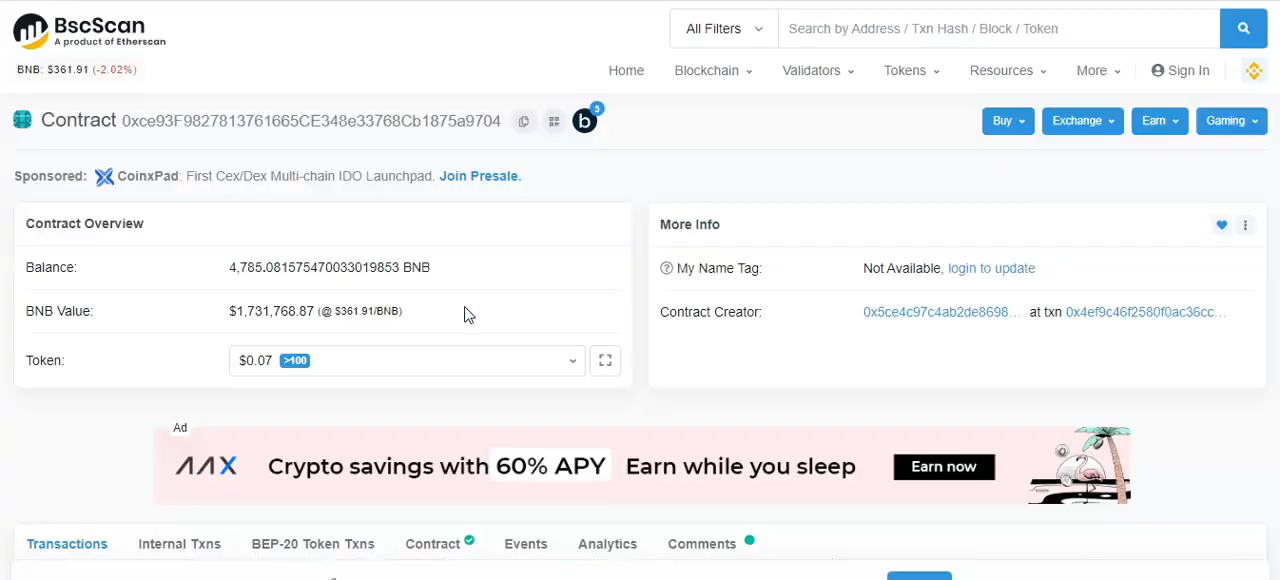 BscScan
A product of Etherscan
All Filters
Search by Address / Txn Hash / Block / Token
BNB: $361.91 (-2.02%)
Home Blockchain Validators Tokens Resources More Sign In
Contract 0xce93F9827813761665CE348e33768Cb1875a9704 b 5
Buy Exchange Earn Gaming
Sponsored: CoinxPad: First Cex/Dex Multi-chain IDO Launchpad. Join Presale.
Contract Overview
Balance: 4,785.081575470033019853 BNB
BNB Value: $1,731,768.87 (@ $361.91/BNB)
Token: $0.07 >100
More Info
My Name Tag: Not Available, login to update
Contract Creator: 0x5ce4c97c4ab2de8698... at txn 0x4ef9c46f2580f0ac36cc...
Ad
AAX Crypto savings with 60% APY Earn while you sleep Earn now
Transactions Internal Txns BEP-20 Token Txns Contract Events Analytics Comments